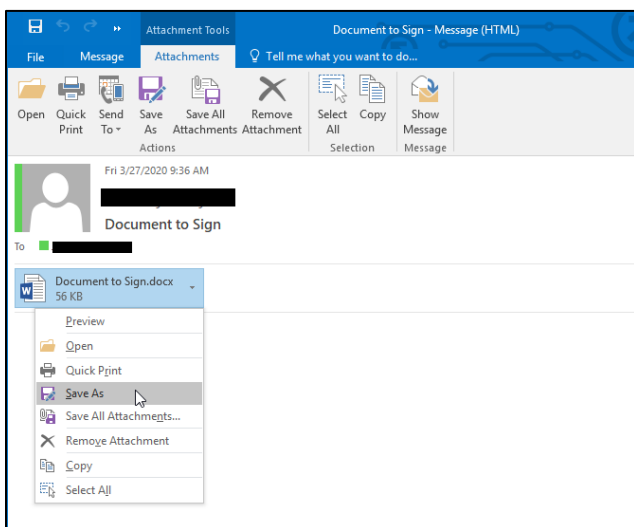 Attachment Tools
Document to Sign - Message (HTML)
File
Message
Attachments
Tell me what you want to do...
Open
Quick Print
Send To
Save As
Save All Attachments
Remove Attachment
Select All
Copy
Show Message
Actions
Selection
Message
Fri 3/27/2020 9:36 AM
Document to Sign
To
Document to Sign.docx
56 KB
Preview
Open
Quick Print
Save As
Save All Attachments...
Remove Attachment
Copy
Select All